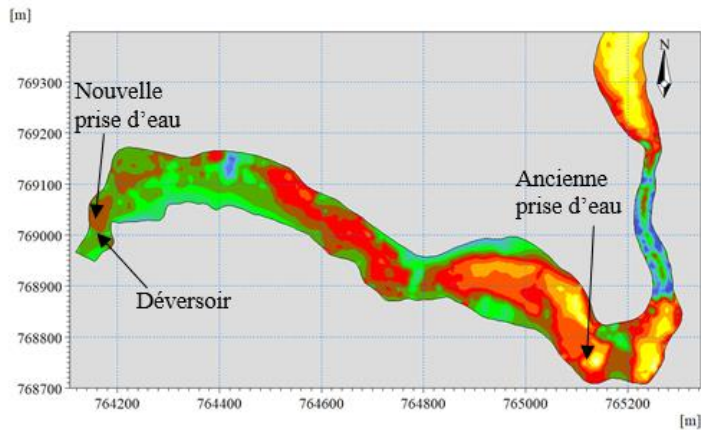 [m]
769300
769200
769100
769000
768900
768800
768700
N
Nouvelle
prise d'eau
Ancienne
prise d'eau
Déversoir
764200
764400
764600
764800
765000
765200
[m]